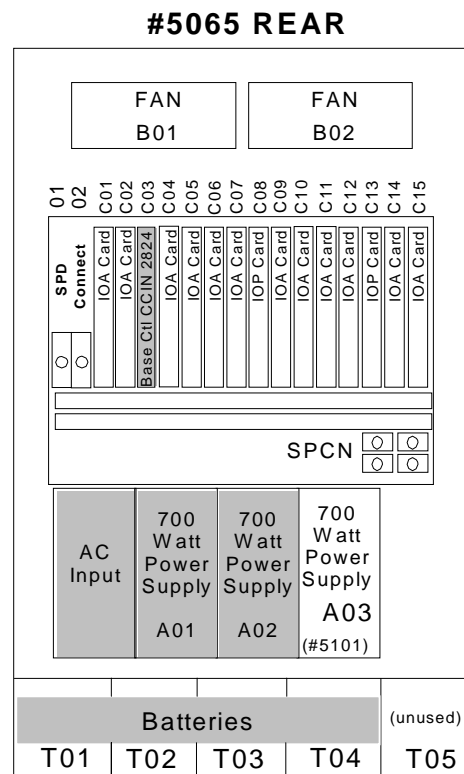 #5065 REAR
FAN
B01
FAN
B02
01
02
C01
C02
C03
C04
C05
C06
C07
C08
C09
C10
C11
C12
C13
C14
C15
SPD
Connect
IOA Card
IOA Card
Base Ctl CCIN 2824
IOA Card
IOA Card
IOA Card
IOA Card
IOP Card
IOA Card
IOA Card
IOA Card
IOA Card
IOP Card
IOA Card
IOA Card
SPCN
AC
Input
700
Watt
Power
Supply
A01
700
Watt
Power
Supply
A02
700
Watt
Power
Supply
A03
(#5101)
Batteries
(unused)
T01 T02 T03 T04 T05